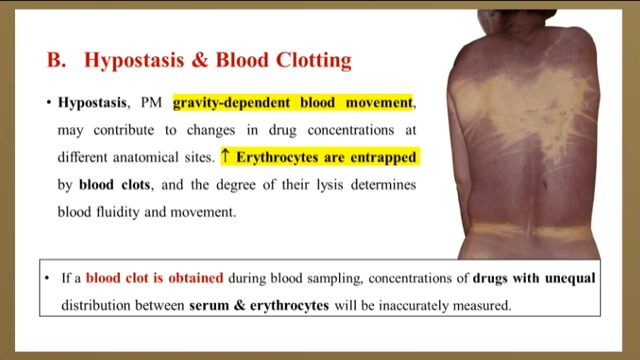 B. Hypostasis & Blood Clotting
• Hypostasis, PM gravity-dependent blood movement,
may contribute to changes in drug concentrations at
different anatomical sites. ↑ Erythrocytes are entrapped
by blood clots, and the degree of their lysis determines
blood fluidity and movement.
• If a blood clot is obtained during blood sampling, concentrations of drugs with unequal
distribution between serum & erythrocytes will be inaccurately measured.